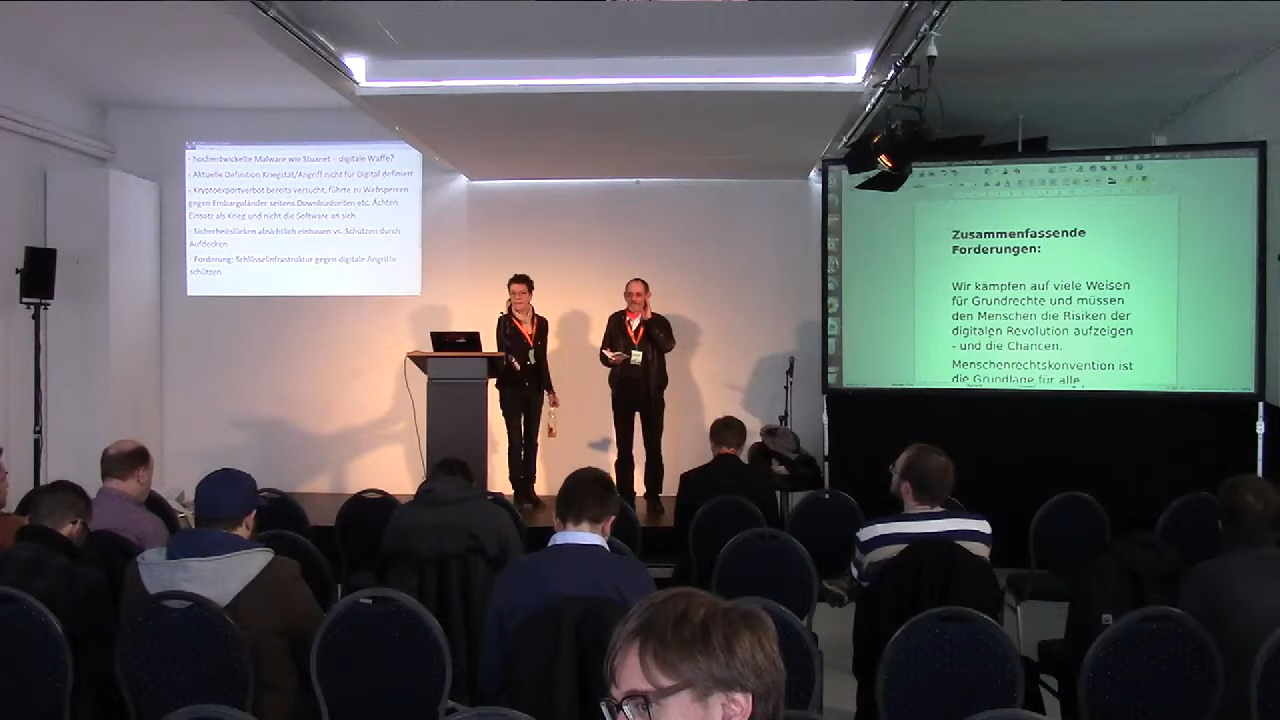 - hochentwickelte Malware wie Stuxnet – digitale Waffe?
- Aktuelle Definition Kriegstat/Angriff nicht für Digital definiert
- Kryptoexportverbot bereits versucht, führte zu Websperren
gegen Embargoländer seitens Downloadseiten etc. Ächten
Einsatz als Krieg und nicht die Software an sich
- Sicherheitslücken absichtlich einbauen vs. Schützen durch
Aufdecken
- Forderung: Schlüsselinfrastruktur gegen digitale Angriffe
schützen
Zusammenfassende
Forderungen:
Wir kämpfen auf viele Weisen
für Grundrechte und müssen
den Menschen die Risiken der
digitalen Revolution aufzeigen
- und die Chancen.
Menschenrechtskonvention ist
die Grundlage für alle